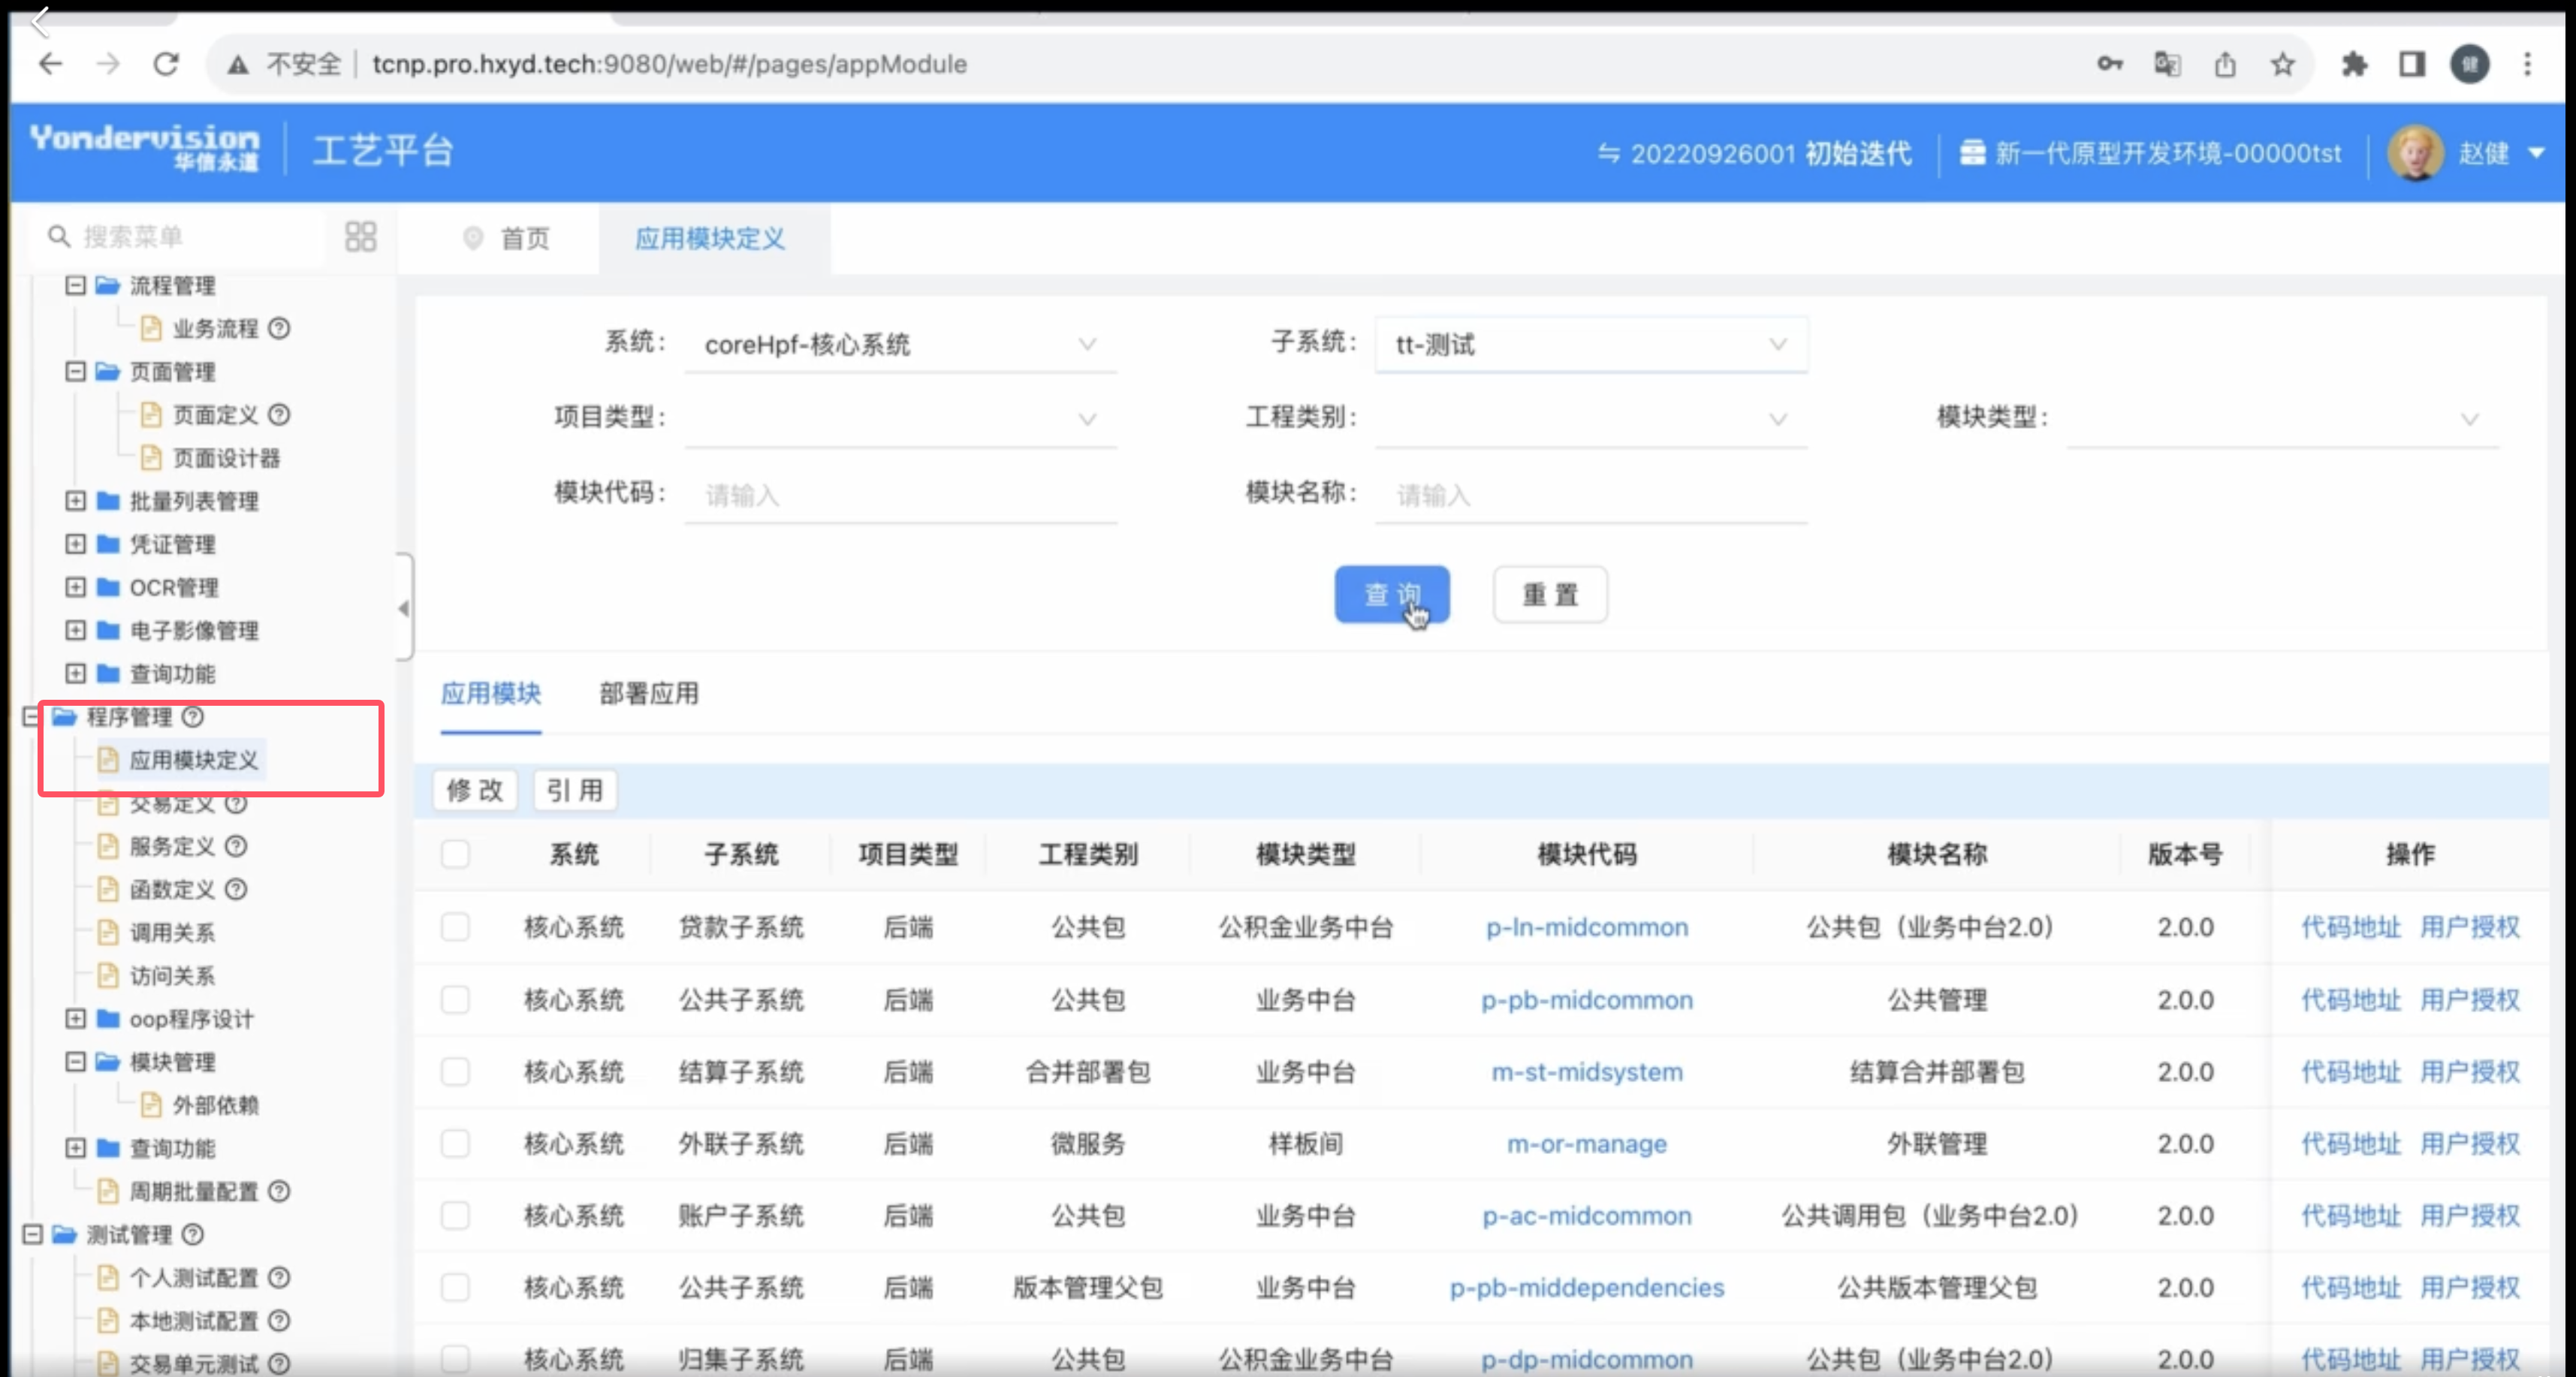 不安全 tcnp.pro.hxyd.tech:9080/web/#/pages/appModule 健
Yondervision 华信永道 工艺平台 20220926001 初始迭代 新一代原型开发环境-00000tst 赵健
搜索菜单 首页 应用模块定义
流程管理
业务流程
页面管理
页面定义
页面设计器
批量列表管理
凭证管理
OCR管理
电子影像管理
查询功能
程序管理
应用模块定义
交易定义
服务定义
函数定义
调用关系
访问关系
oop程序设计
模块管理
外部依赖
查询功能
周期批量配置
测试管理
个人测试配置
本地测试配置
交易单元测试
系统: coreHpf-核心系统 子系统: tt-测试
项目类型: 工程类别: 模块类型:
模块代码: 请输入 模块名称: 请输入
查询 重置
应用模块 部署应用
修改 引用
系统 子系统 项目类型 工程类别 模块类型 模块代码 模块名称 版本号 操作
核心系统 贷款子系统 后端 公共包 公积金业务中台 p-ln-midcommon 公共包（业务中台2.0） 2.0.0 代码地址 用户授权
核心系统 公共子系统 后端 公共包 业务中台 p-pb-midcommon 公共管理 2.0.0 代码地址 用户授权
核心系统 结算子系统 后端 合并部署包 业务中台 m-st-midsystem 结算合并部署包 2.0.0 代码地址 用户授权
核心系统 外联子系统 后端 微服务 样板间 m-or-manage 外联管理 2.0.0 代码地址 用户授权
核心系统 账户子系统 后端 公共包 业务中台 p-ac-midcommon 公共调用包（业务中台2.0） 2.0.0 代码地址 用户授权
核心系统 公共子系统 后端 版本管理父包 业务中台 p-pb-middependencies 公共版本管理父包 2.0.0 代码地址 用户授权
核心系统 归集子系统 后端 公共包 公积金业务中台 p-dp-midcommon 公共包（业务中台2.0） 2.0.0 代码地址 用户授权